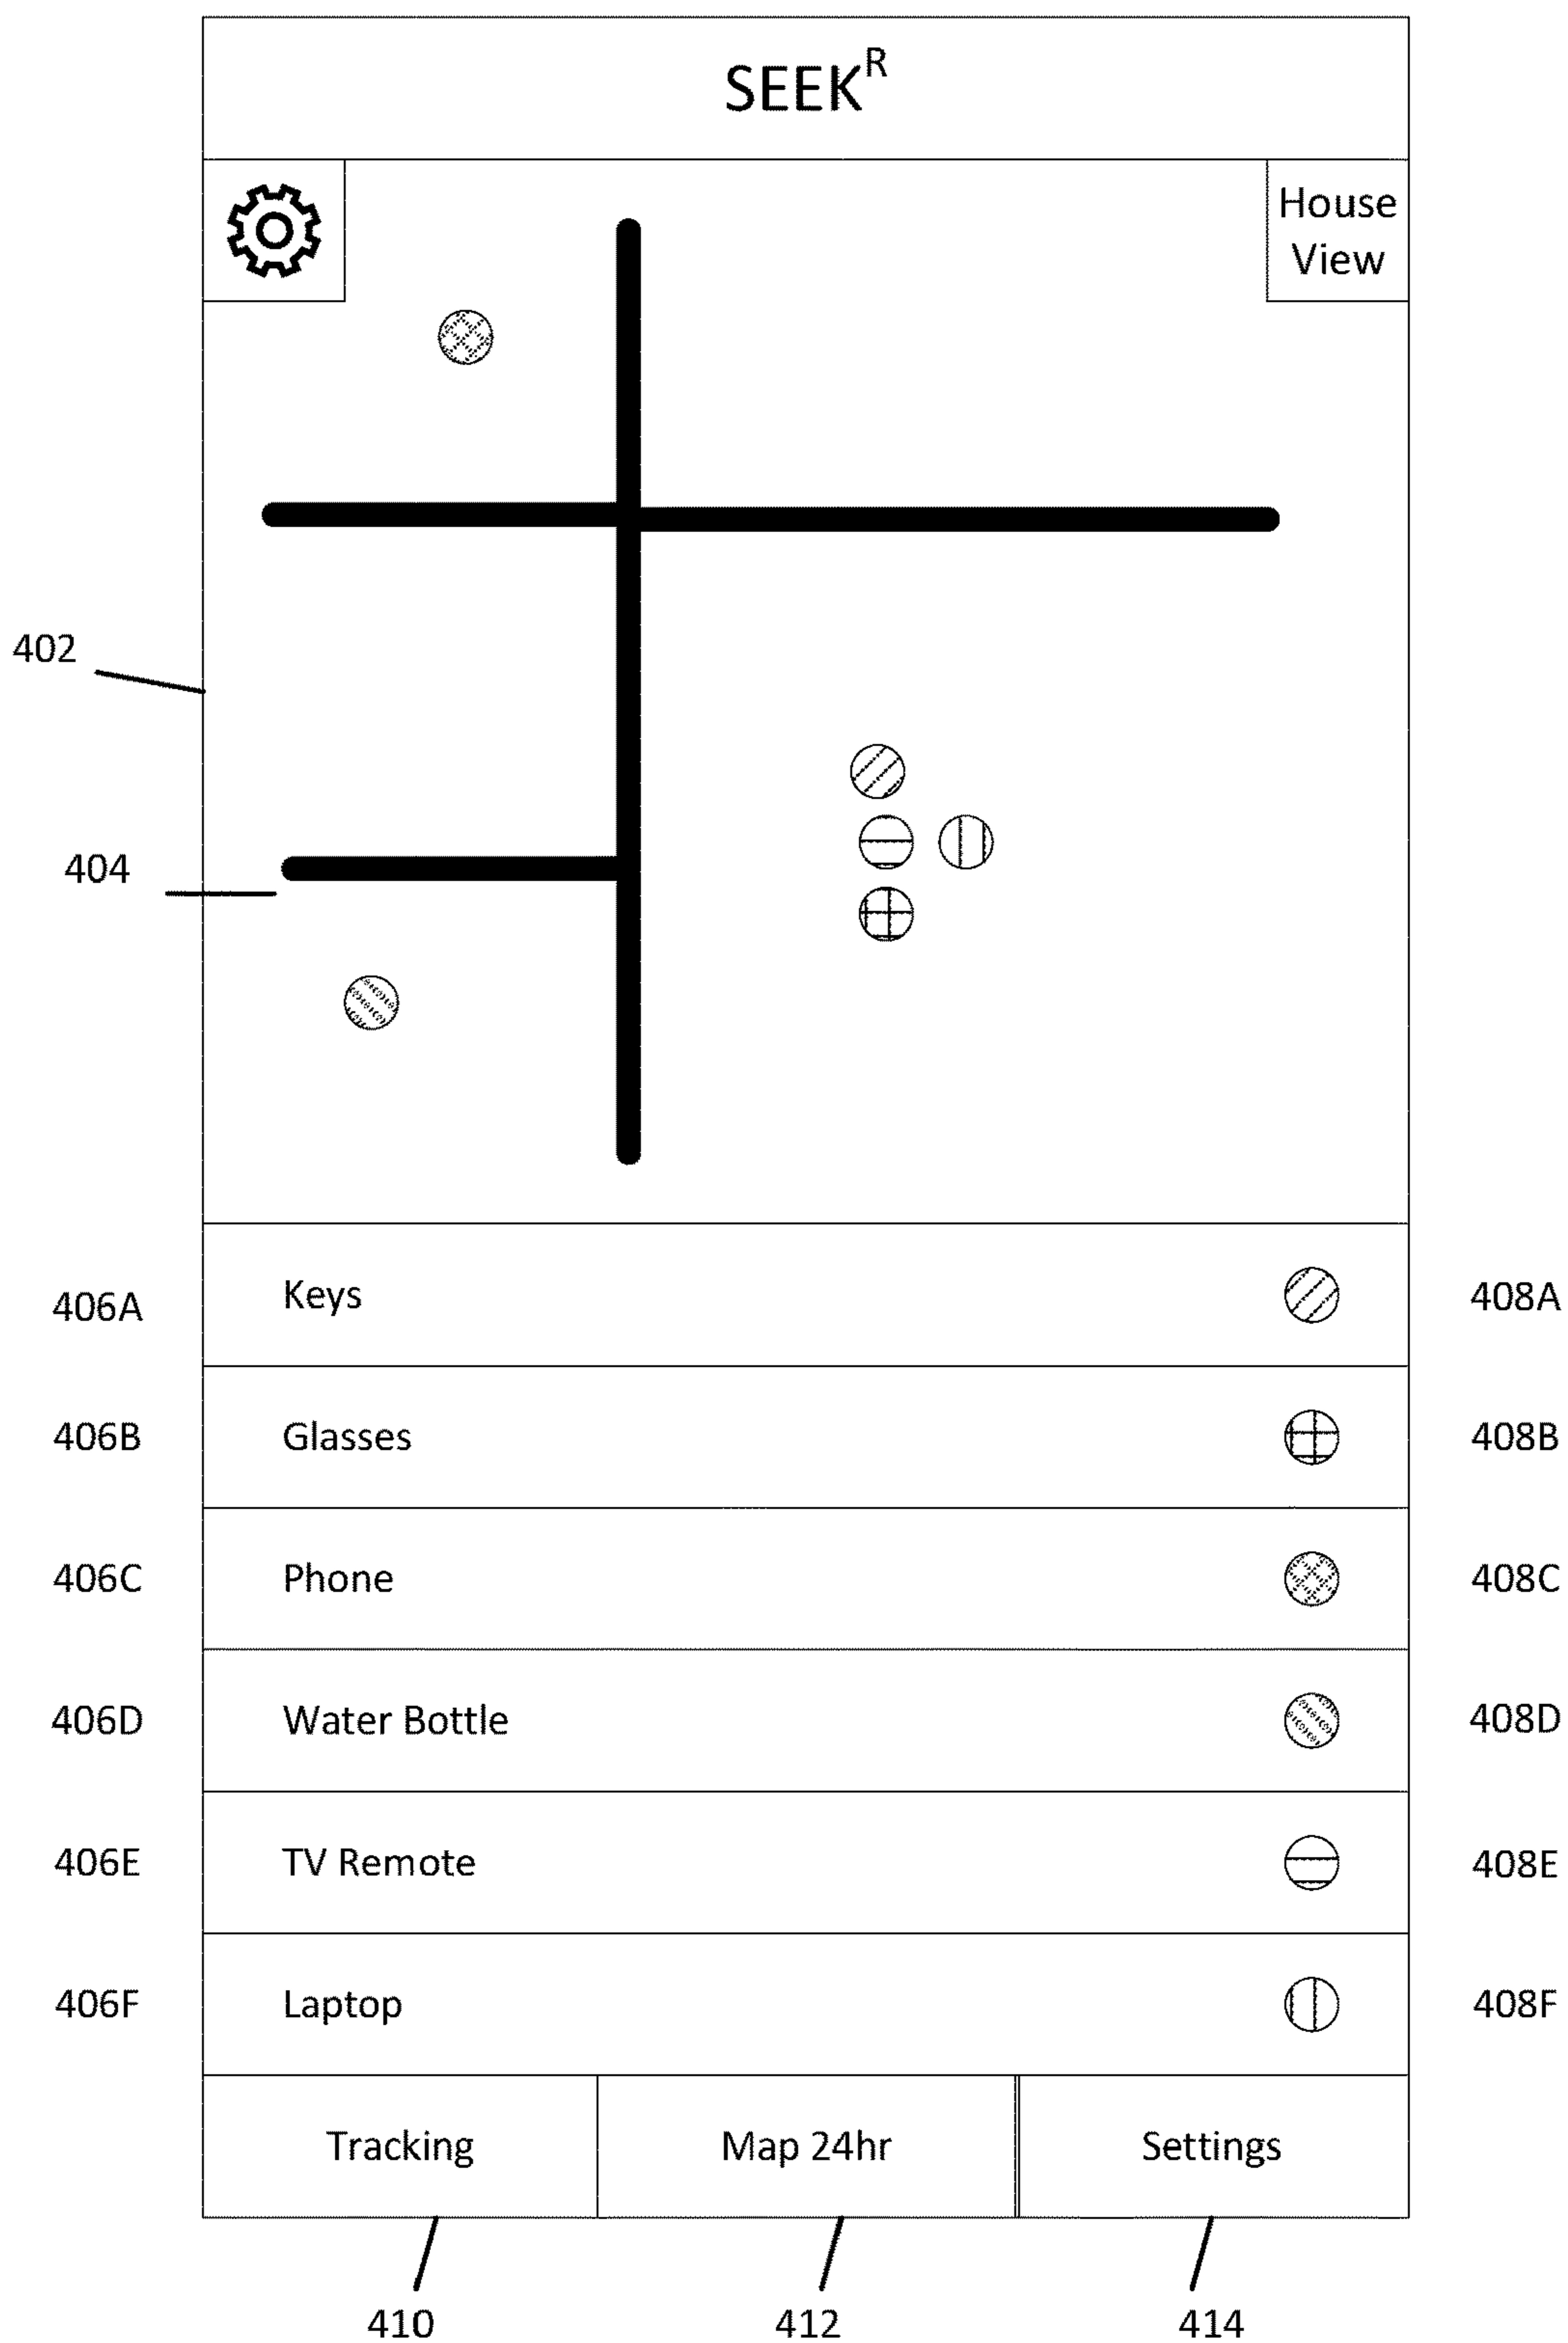 SEEK^R
House
View
402
404
406A Keys 408A
406B Glasses 408B
406C Phone 408C
406D Water Bottle 408D
406E TV Remote 408E
406F Laptop 408F
Tracking Map 24hr Settings
410 412 414